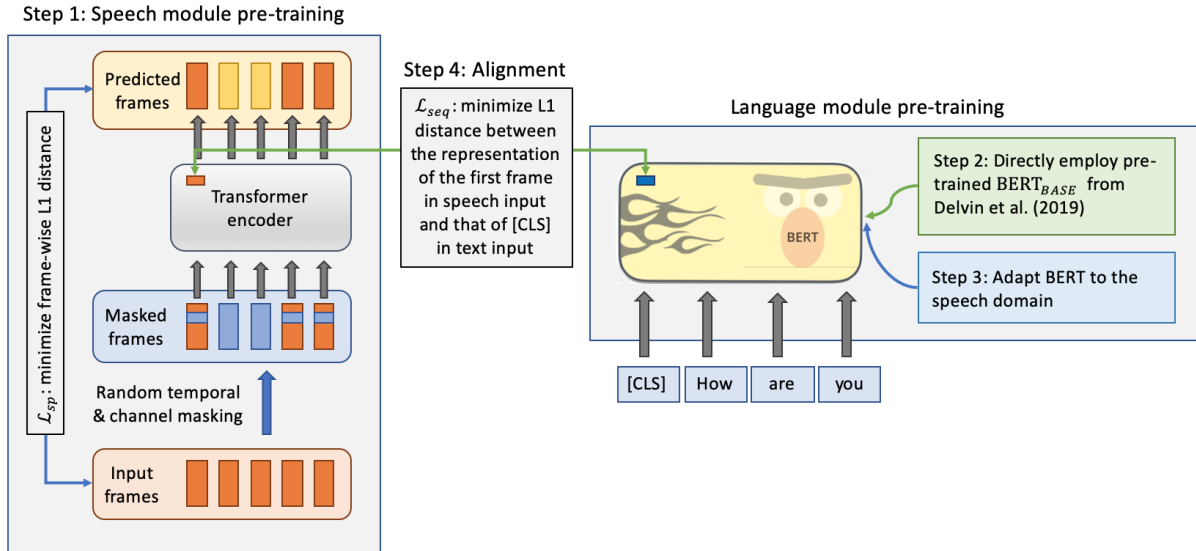 Step 1: Speech module pre-training
Predicted
frames
Transformer
encoder
Masked
frames
Random temporal
& channel masking
Input
frames
ℒsp : minimize frame-wise L1 distance
Step 4: Alignment
ℒseq : minimize L1
distance between
the representation
of the first frame
in speech input
and that of [CLS]
in text input
Language module pre-training
BERT
[CLS]
How
are
you
Step 2: Directly employ pre-
trained BERTBASE from
Delvin et al. (2019)
Step 3: Adapt BERT to the
speech domain